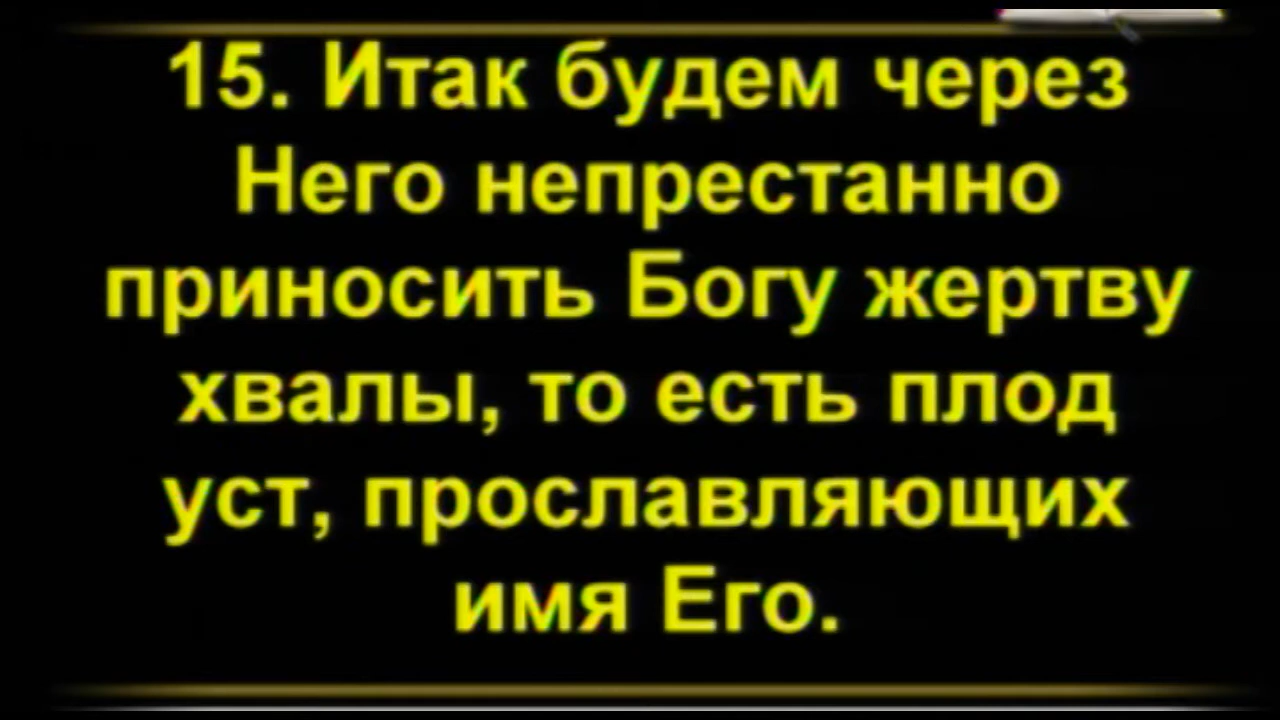 15. Итак будем через
Него непрестанно
приносить Богу жертву
хвалы, то есть плод
уст, прославляющих
имя Его.